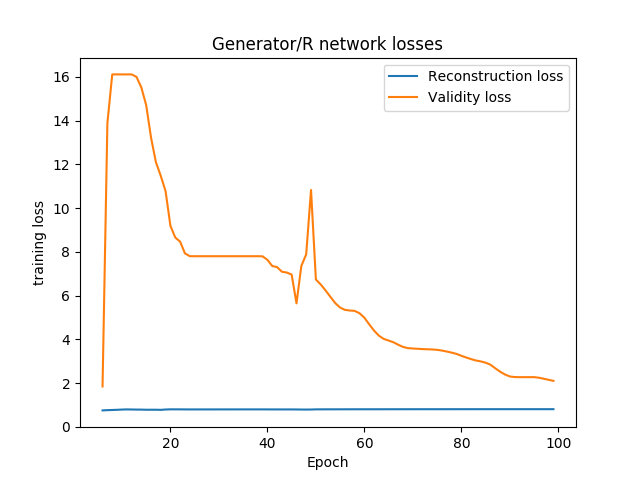 Generator/R network losses
Reconstruction loss
Validity loss
training loss
16
14
12
10
8
6
4
2
0
20
40
60
80
100
Epoch